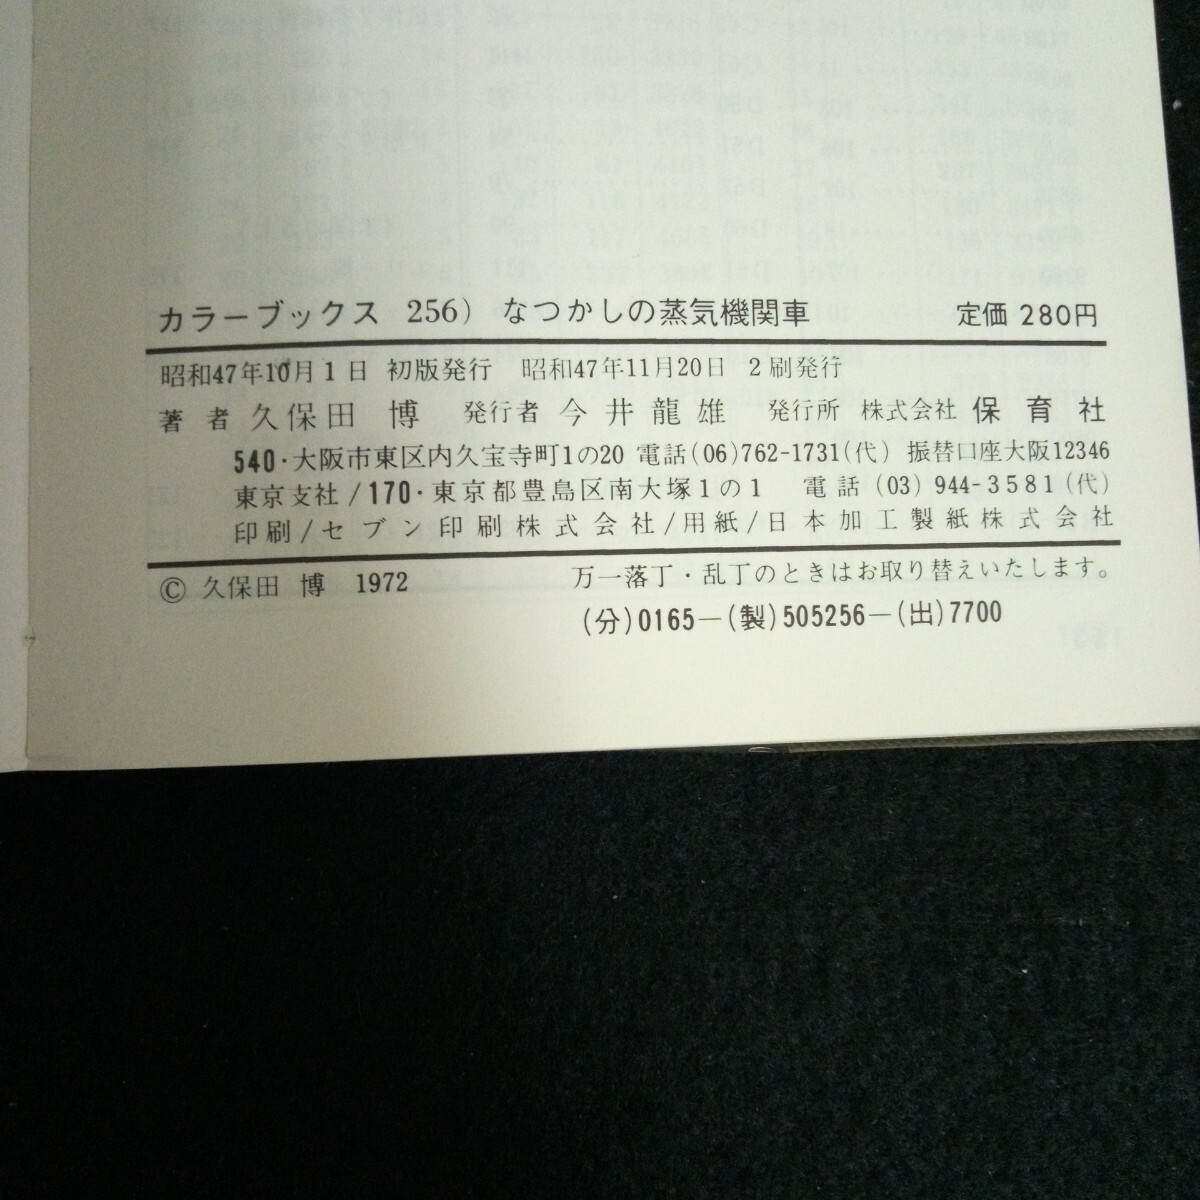 カラーブックス 256) なつかしの蒸気機関車 定価 280円
昭和47年10月1日 初版発行 昭和47年11月20日 2刷発行
著者 久保田 博 発行者 今井龍雄 発行所 株式会社 保育社
540・大阪市東区内久宝寺町1の20 電話(06)762-1731(代) 振替口座大阪12346
東京支社/170・東京都豊島区南大塚1の1 電話(03)944-3581(代)
印刷/セブン印刷株式会社/用紙/日本加工製紙株式会社
© 久保田 博 1972 万一落丁・乱丁のときはお取り替えいたします。
(分)0165―(製)505256―(出)7700